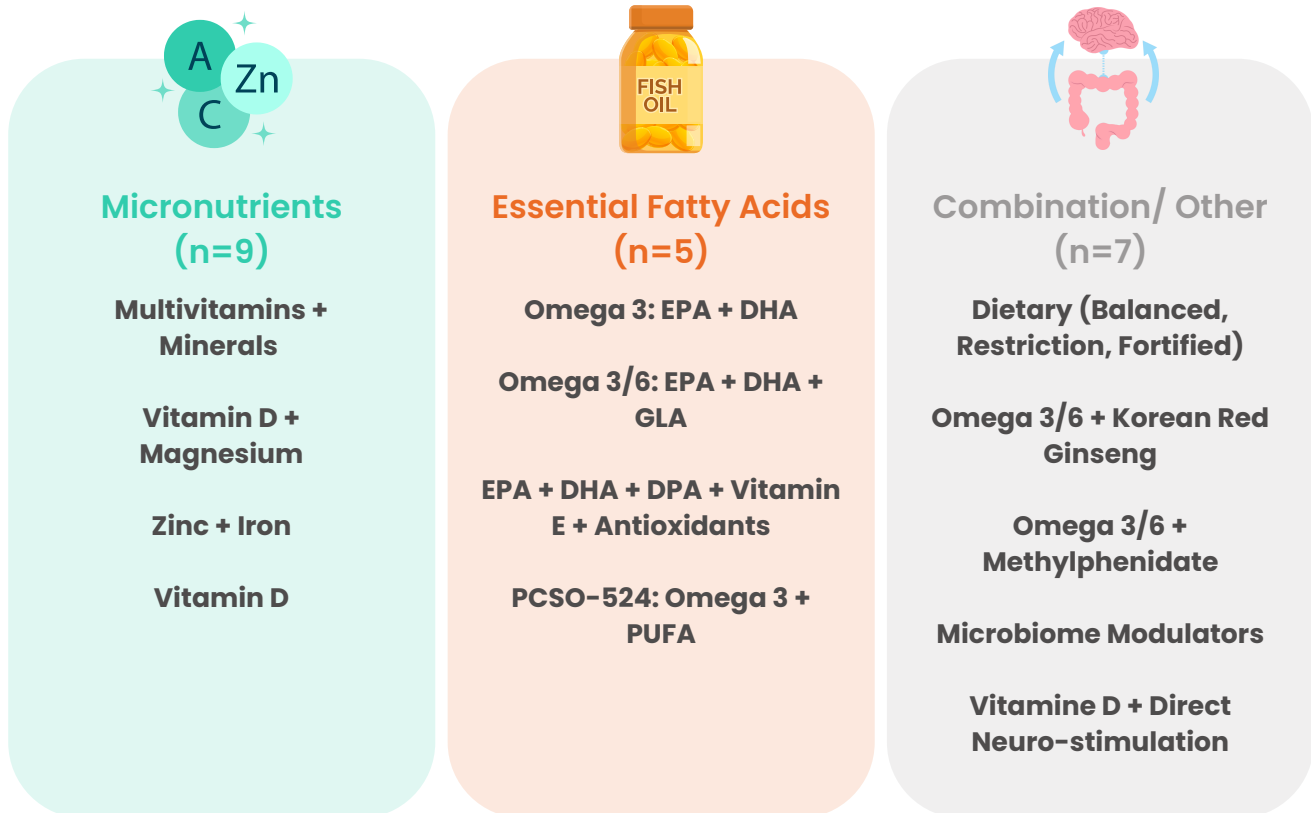 A
Zn
C
Micronutrients
(n=9)
Multivitamins +
Minerals
Vitamin D +
Magnesium
Zinc + Iron
Vitamin D
FISH
OIL
Essential Fatty Acids
(n=5)
Omega 3: EPA + DHA
Omega 3/6: EPA + DHA +
GLA
EPA + DHA + DPA + Vitamin
E + Antioxidants
PCSO-524: Omega 3 +
PUFA
Combination/ Other
(n=7)
Dietary (Balanced,
Restriction, Fortified)
Omega 3/6 + Korean Red
Ginseng
Omega 3/6 +
Methylphenidate
Microbiome Modulators
Vitamine D + Direct
Neuro-stimulation